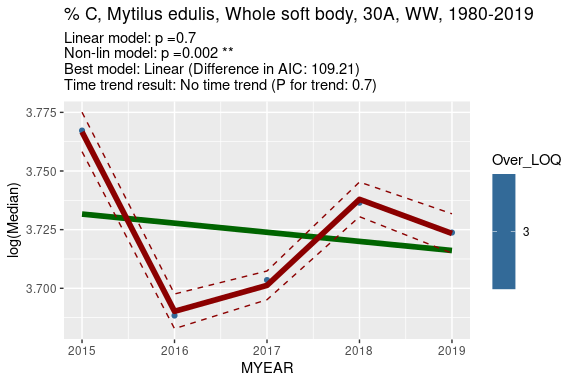 % C, Mytilus edulis, Whole soft body, 30A, WW, 1980-2019
Linear model: p =0.7
Non-lin model: p =0.002 **
Best model: Linear (Difference in AIC: 109.21)
Time trend result: No time trend (P for trend: 0.7)
3.775
3.750
3.725
3.700
log(Median)
2015
2016
2017
2018
2019
MYEAR
Over_LOQ
3